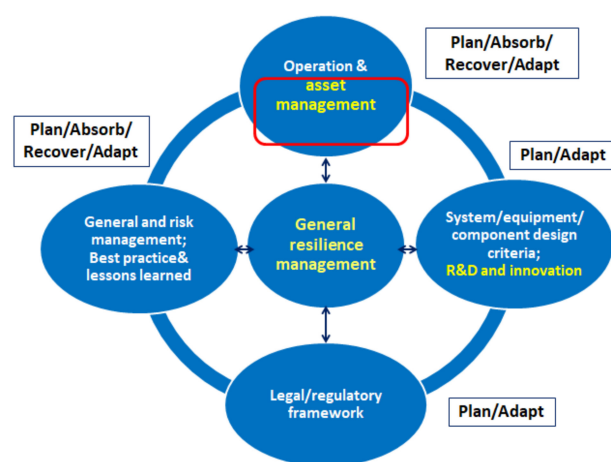 Operation &
asset
management
Plan/Absorb/
Recover/Adapt
Plan/Absorb/
Recover/Adapt
Plan/Adapt
General and risk
management;
Best practice&
lessons learned
General
resilience
management
System/equipment/
component design
criteria;
R&D and innovation
Legal/regulatory
framework
Plan/Adapt